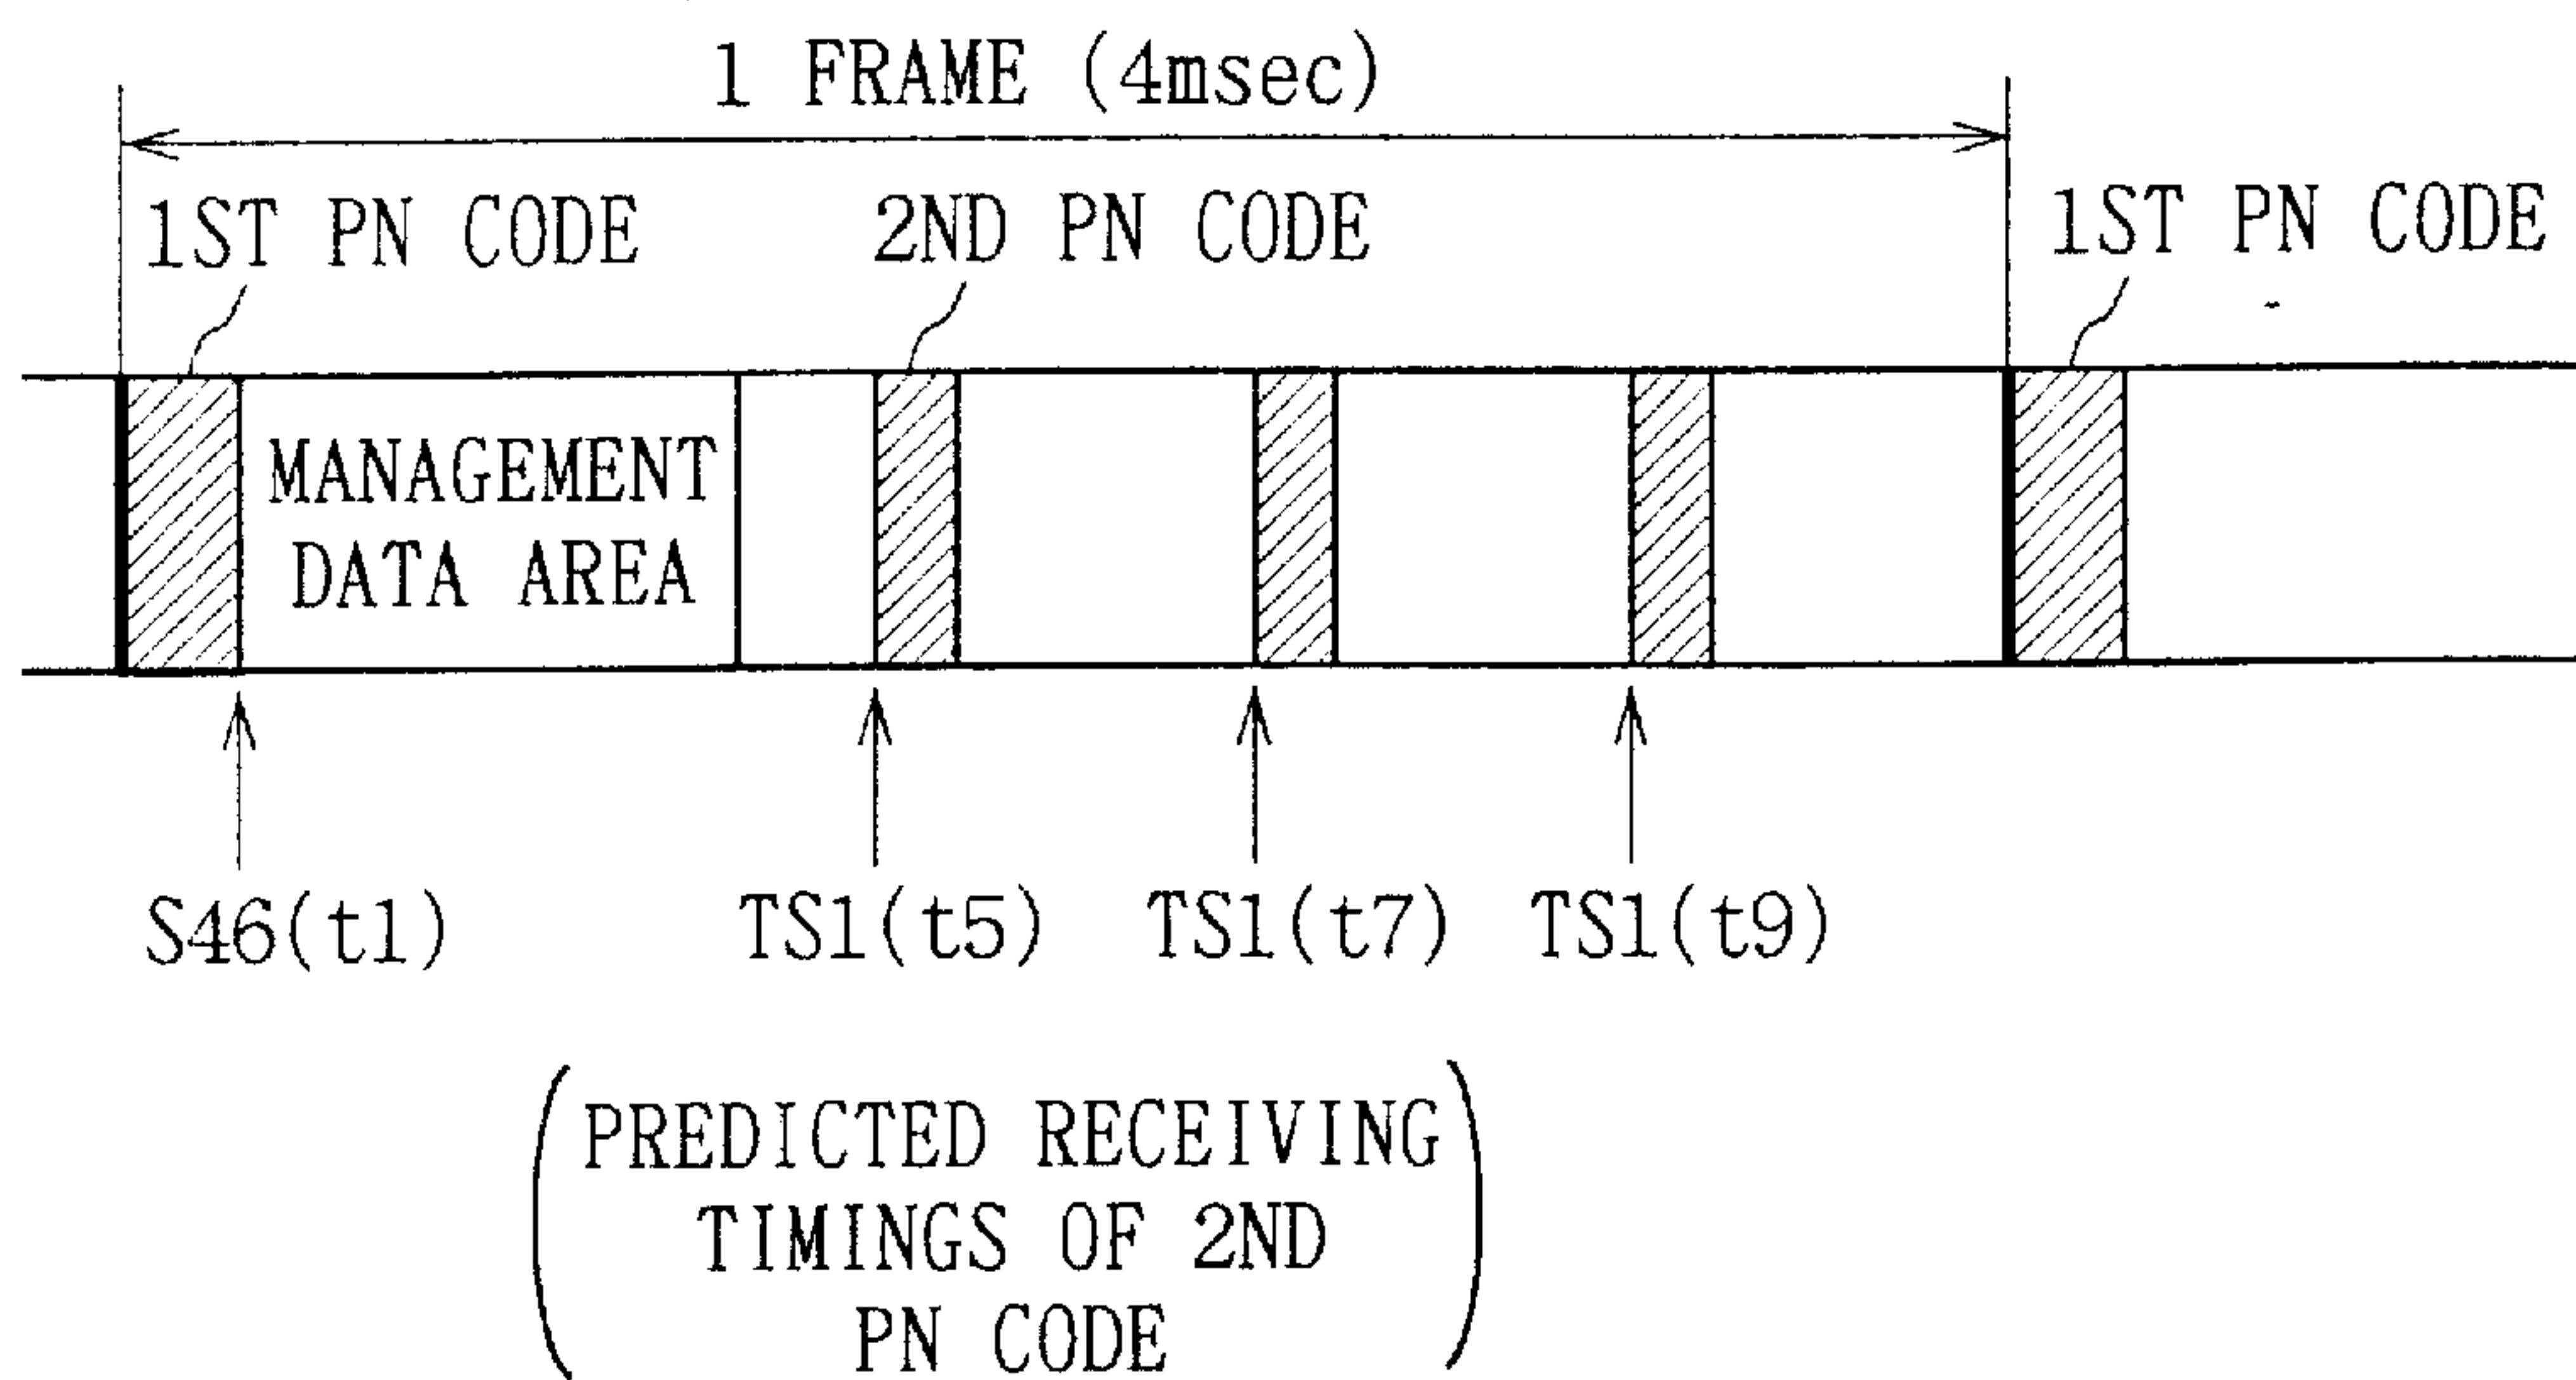 1 FRAME (4msec)
1ST PN CODE
2ND PN CODE
1ST PN CODE
MANAGEMENT
DATA AREA
S46(t1)
TS1(t5)
TS1(t7)
TS1(t9)
PREDICTED RECEIVING
TIMINGS OF 2ND
PN CODE